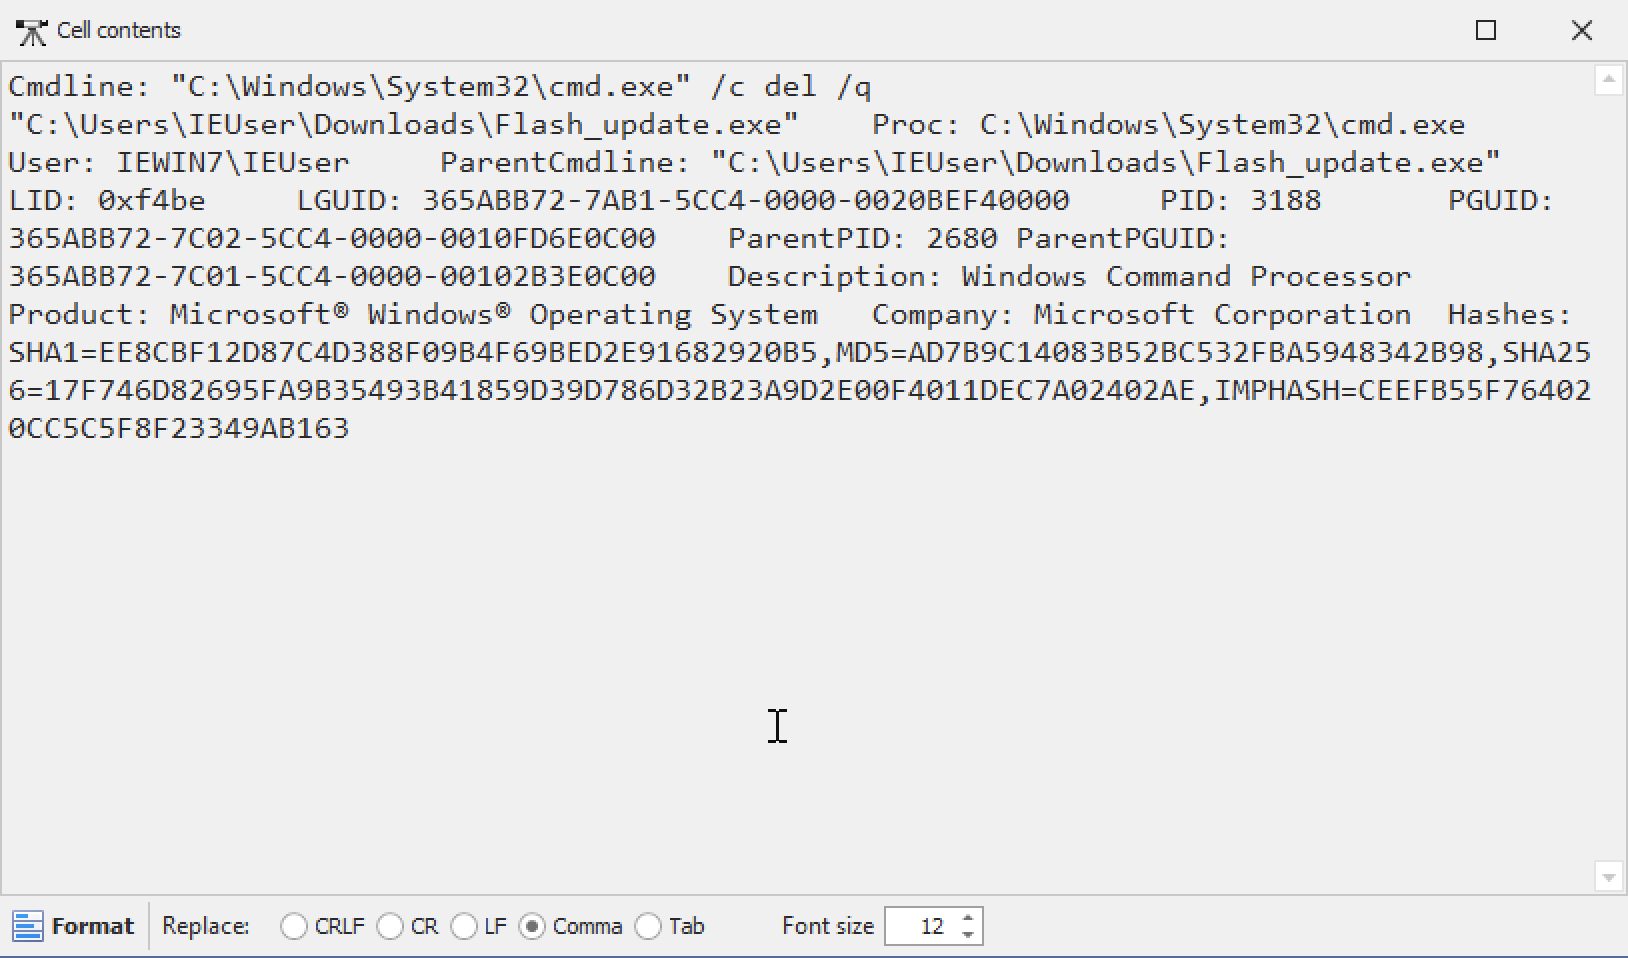 Cell contents
Cmdline: "C:\Windows\System32\cmd.exe" /c del /q
"C:\Users\IEUser\Downloads\Flash_update.exe"    Proc: C:\Windows\System32\cmd.exe
User: IEWIN7\IEUser     ParentCmdline: "C:\Users\IEUser\Downloads\Flash_update.exe"
LID: 0xf4be     LGUID: 365ABB72-7AB1-5CC4-0000-0020BEF40000     PID: 3188       PGUID:
365ABB72-7C02-5CC4-0000-0010FD6E0C00    ParentPID: 2680 ParentPGUID:
365ABB72-7C01-5CC4-0000-00102B3E0C00    Description: Windows Command Processor
Product: Microsoft® Windows® Operating System   Company: Microsoft Corporation  Hashes:
SHA1=EE8CBF12D87C4D388F09B4F69BED2E91682920B5,MD5=AD7B9C14083B52BC532FBA5948342B98,SHA25
6=17F746D82695FA9B35493B41859D39D786D32B23A9D2E00F4011DEC7A02402AE,IMPHASH=CEEFB55F76402
0CC5C5F8F23349AB163
Format Replace: CRLF CR LF Comma Tab Font size 12